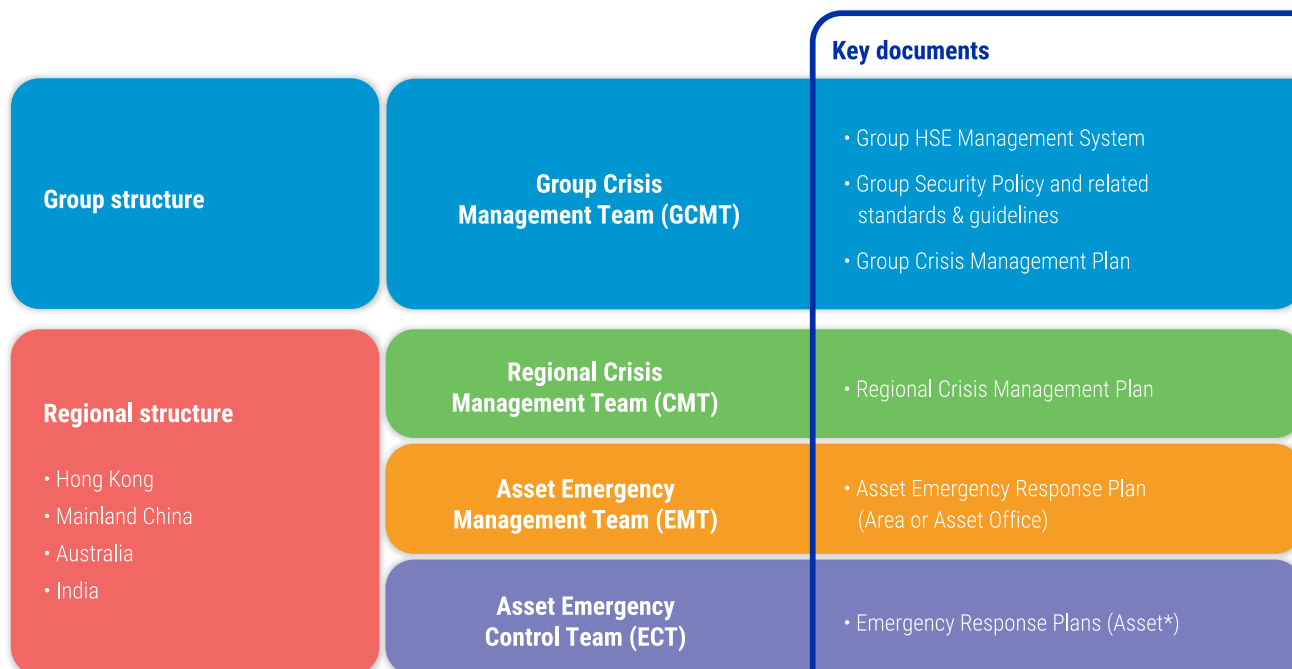 Key documents
Group structure
Group Crisis
Management Team (GCMT)
• Group HSE Management System
• Group Security Policy and related
standards & guidelines
• Group Crisis Management Plan
Regional structure
• Hong Kong
• Mainland China
• Australia
• India
Regional Crisis
Management Team (CMT)
• Regional Crisis Management Plan
Asset Emergency
Management Team (EMT)
• Asset Emergency Response Plan
(Area or Asset Office)
Asset Emergency
Control Team (ECT)
• Emergency Response Plans (Asset*)